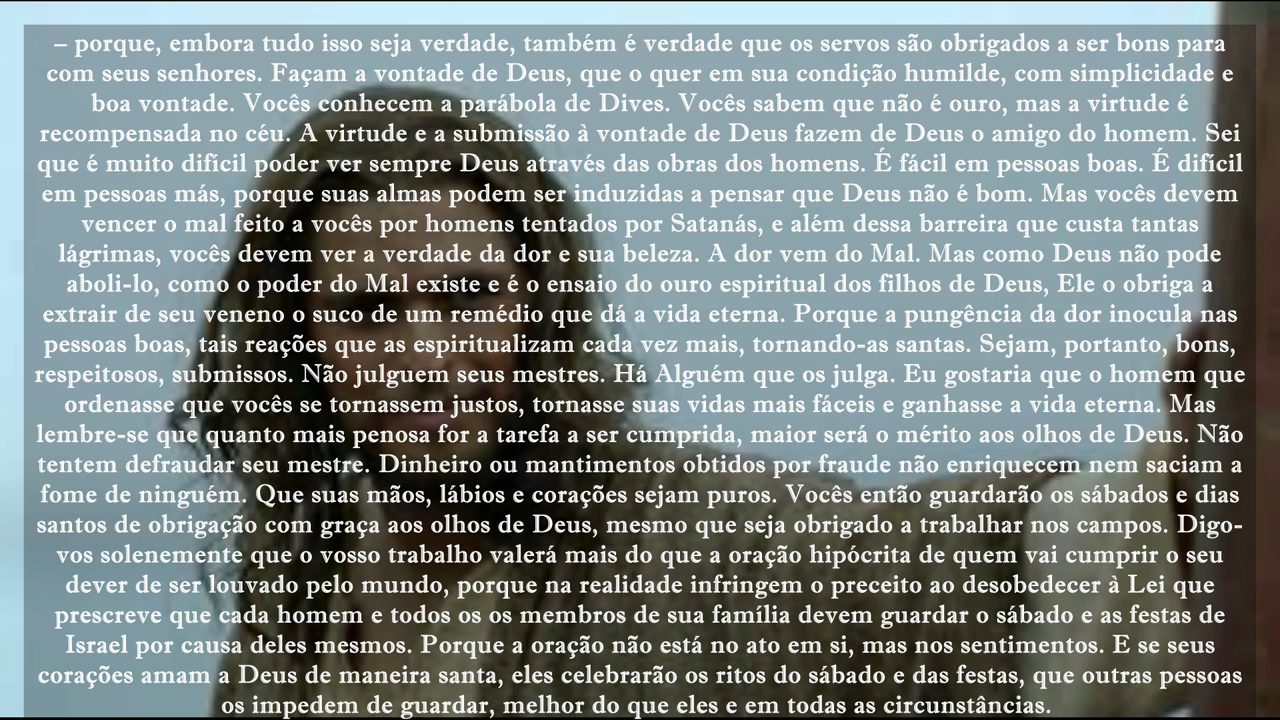 – porque, embora tudo isso seja verdade, também é verdade que os servos são obrigados a ser bons para
com seus senhores. Façam a vontade de Deus, que o quer em sua condição humilde, com simplicidade e
boa vontade. Vocês conhecem a parábola de Dives. Vocês sabem que não é ouro, mas a virtude é
recompensada no céu. A virtude e a submissão à vontade de Deus fazem de Deus o amigo do homem. Sei
que é muito difícil poder ver sempre Deus através das obras dos homens. É fácil em pessoas boas. É difícil
em pessoas más, porque suas almas podem ser induzidas a pensar que Deus não é bom. Mas vocês devem
vencer o mal feito a vocês por homens tentados por Satanás, e além dessa barreira que custa tantas
lágrimas, vocês devem ver a verdade da dor e sua beleza. A dor vem do Mal. Mas como Deus não pode
aboli-lo, como o poder do Mal existe e é o ensaio do ouro espiritual dos filhos de Deus, Ele o obriga a
extrair de seu veneno o suco de um remédio que dá a vida eterna. Porque a pungência da dor inocula nas
pessoas boas, tais reações que as espiritualizam cada vez mais, tornando-as santas. Sejam, portanto, bons,
respeitosos, submissos. Não julguem seus mestres. Há Alguém que os julga. Eu gostaria que o homem que
ordenasse que vocês se tornassem justos, tornasse suas vidas mais fáceis e ganhasse a vida eterna. Mas
lembre-se que quanto mais penosa for a tarefa a ser cumprida, maior será o mérito aos olhos de Deus. Não
tentem defraudar seu mestre. Dinheiro ou mantimentos obtidos por fraude não enriquecem nem saciam a
fome de ninguém. Que suas mãos, lábios e corações sejam puros. Vocês então guardarão os sábados e dias
santos de obrigação com graça aos olhos de Deus, mesmo que seja obrigado a trabalhar nos campos. Digo-
vos solenemente que o vosso trabalho valerá mais do que a oração hipócrita de quem vai cumprir o seu
dever de ser louvado pelo mundo, porque na realidade infringem o preceito ao desobedecer à Lei que
prescreve que cada homem e todos os os membros de sua família devem guardar o sábado e as festas de
Israel por causa deles mesmos. Porque a oração não está no ato em si, mas nos sentimentos. E se seus
corações amam a Deus de maneira santa, eles celebrarão os ritos do sábado e das festas, que outras pessoas
os impedem de guardar, melhor do que eles e em todas as circunstâncias.